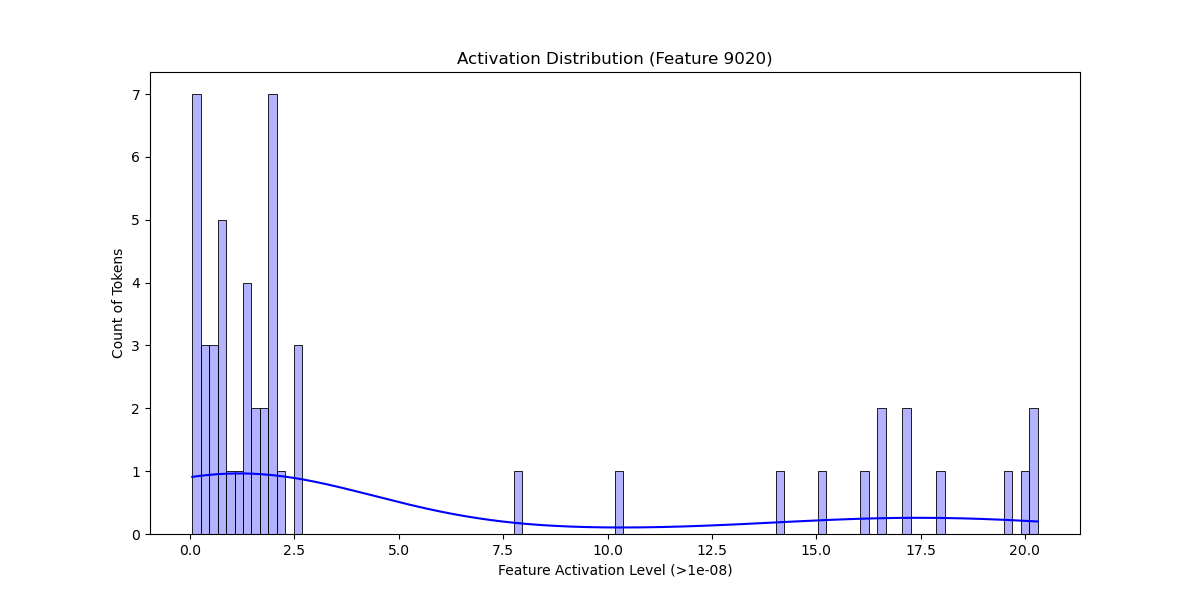 Activation Distribution (Feature 9020)
Count of Tokens
7
6
5
4
3
2
1
0
0.0 2.5 5.0 7.5 10.0 12.5 15.0 17.5 20.0
Feature Activation Level (>1e-08)